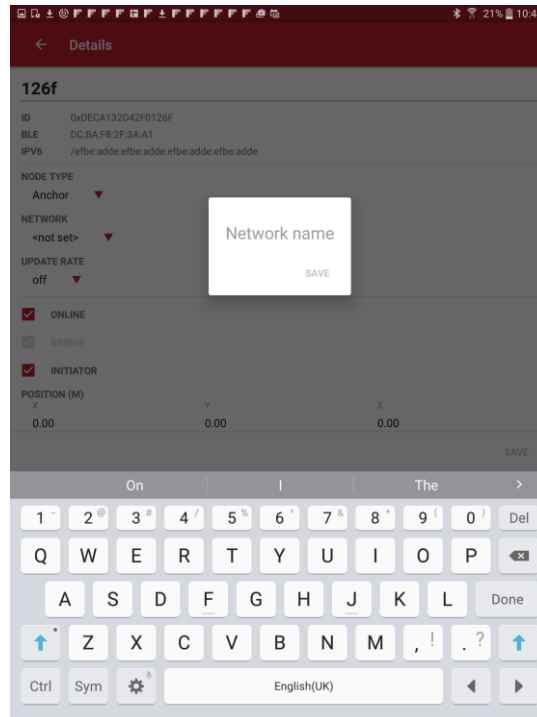 21% 10:4
Details
126f
ID 0xDECA132D42F0126F
BLE DC:BA:F8:2F:3A:A1
IPV6 /efbe:adde:efbe:adde:efbe:adde:efbe:adde
NODE TYPE
Anchor
NETWORK
<not set>
UPDATE RATE
off
Network name
SAVE
ONLINE
BRIDGE
INITIATOR
POSITION (M)
X Y Z
0.00 0.00 0.00
SAVE
On I The
1 - 2 @ 3 # 4 / 5 % 6 ^ 7 & 8 * 9 ( 0 ) Del
Q W E R T Y U I O P
A S D F G H J K L Done
Z X C V B N M , ! . ?
Ctrl Sym English(UK)